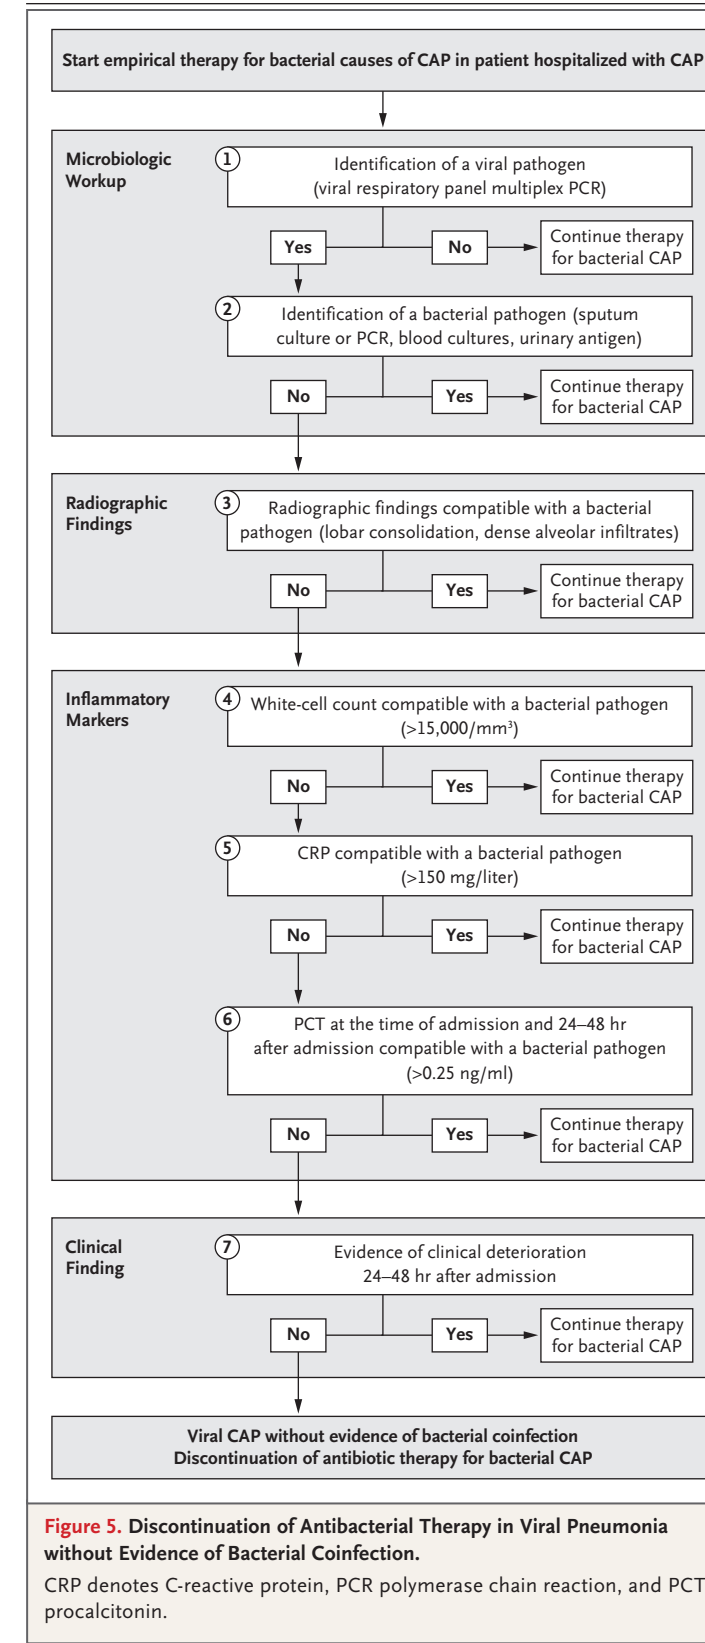 Start empirical therapy for bacterial causes of CAP in patient hospitalized with CAP
Microbiologic
Workup
1
Identification of a viral pathogen
(viral respiratory panel multiplex PCR)
Yes
No
Continue therapy
for bacterial CAP
2
Identification of a bacterial pathogen (sputum
culture or PCR, blood cultures, urinary antigen)
No
Yes
Continue therapy
for bacterial CAP
Radiographic
Findings
3
Radiographic findings compatible with a bacterial
pathogen (lobar consolidation, dense alveolar infiltrates)
No
Yes
Continue therapy
for bacterial CAP
Inflammatory
Markers
4
White-cell count compatible with a bacterial pathogen
(>15,000/mm³)
No
Yes
Continue therapy
for bacterial CAP
5
CRP compatible with a bacterial pathogen
(>150 mg/liter)
No
Yes
Continue therapy
for bacterial CAP
6
PCT at the time of admission and 24–48 hr
after admission compatible with a bacterial pathogen
(>0.25 ng/ml)
No
Yes
Continue therapy
for bacterial CAP
Clinical
Finding
7
Evidence of clinical deterioration
24–48 hr after admission
No
Yes
Continue therapy
for bacterial CAP
Viral CAP without evidence of bacterial coinfection
Discontinuation of antibiotic therapy for bacterial CAP
Figure 5. Discontinuation of Antibacterial Therapy in Viral Pneumonia
without Evidence of Bacterial Coinfection.
CRP denotes C-reactive protein, PCR polymerase chain reaction, and PCT
procalcitonin.